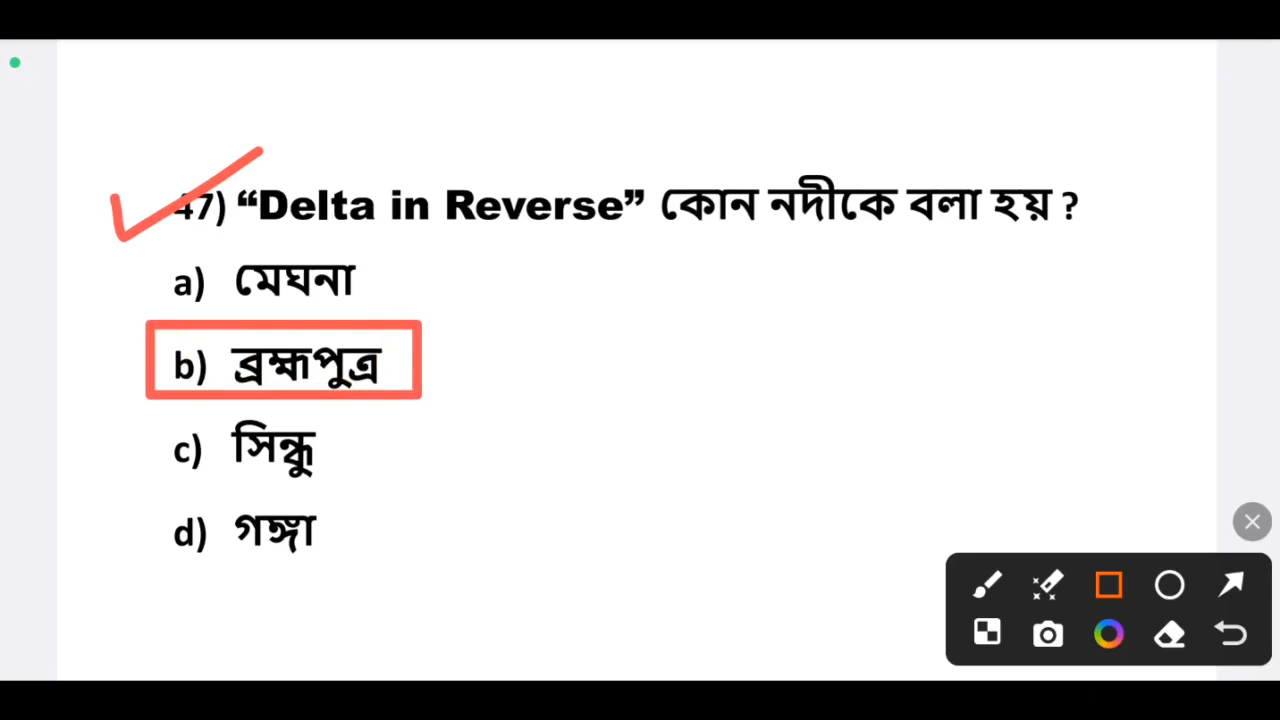 47) “Delta in Reverse” কোন নদীকে বলা হয় ?
a) মেঘনা
b) ব্রহ্মপুত্র
c) সিন্ধু
d) গঙ্গা